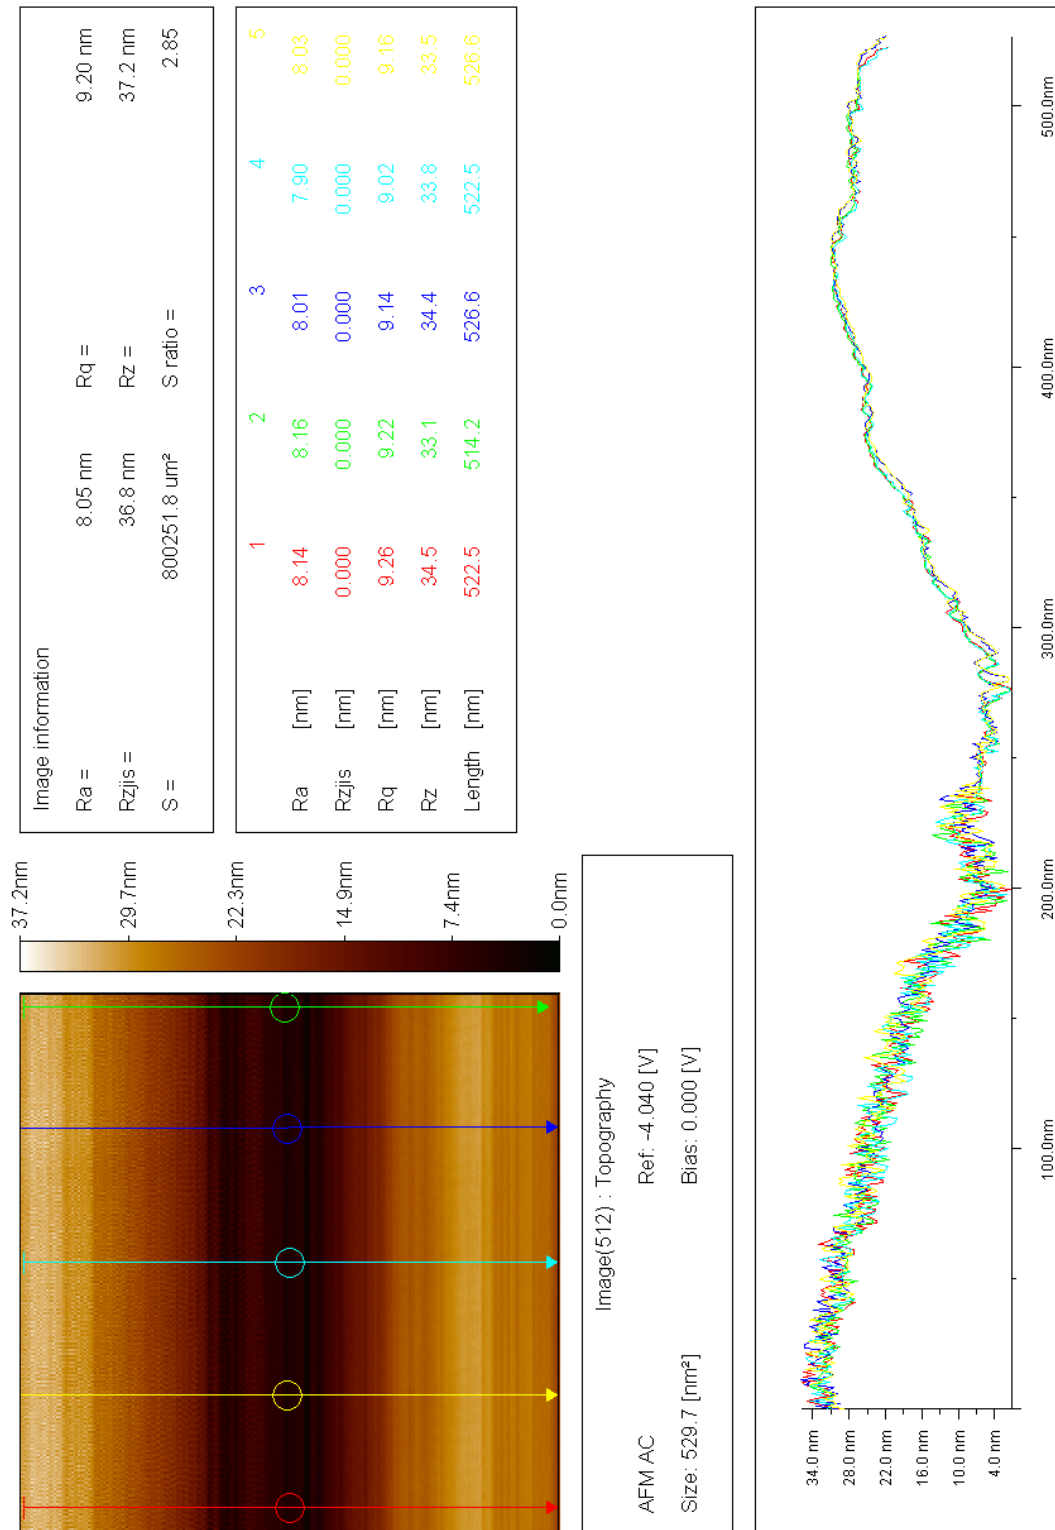 Image(512) : Topography
AFM AC Ref: -4.040 [V]
Size: 529.7 [nm²] Bias: 0.000 [V]
37.2nm
29.7nm
22.3nm
14.9nm
7.4nm
0.0nm
Image information
Ra = 8.05 nm Rq = 9.20 nm
Rzjis = 36.8 nm Rz = 37.2 nm
S = 800251.8 um² S ratio = 2.85
1 2 3 4 5
Ra [nm] 8.14 8.16 8.01 7.90 8.03
Rzjis [nm] 0.000 0.000 0.000 0.000 0.000
Rq [nm] 9.26 9.22 9.14 9.02 9.16
Rz [nm] 34.5 33.1 34.4 33.8 33.5
Length [nm] 522.5 514.2 526.6 522.5 526.6
34.0 nm
28.0 nm
22.0 nm
16.0 nm
10.0 nm
4.0 nm
100.0nm 200.0nm 300.0nm 400.0nm 500.0nm